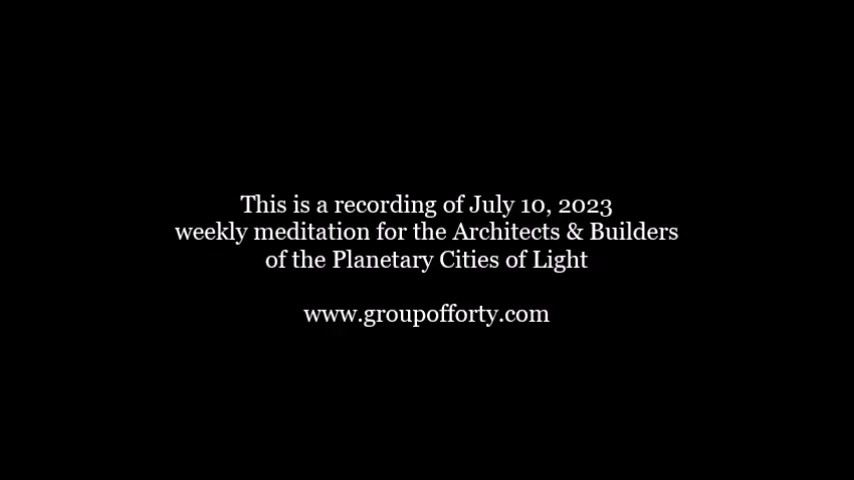 This is a recording of July 10, 2023
weekly meditation for the Architects & Builders
of the Planetary Cities of Light
www.groupofforty.com